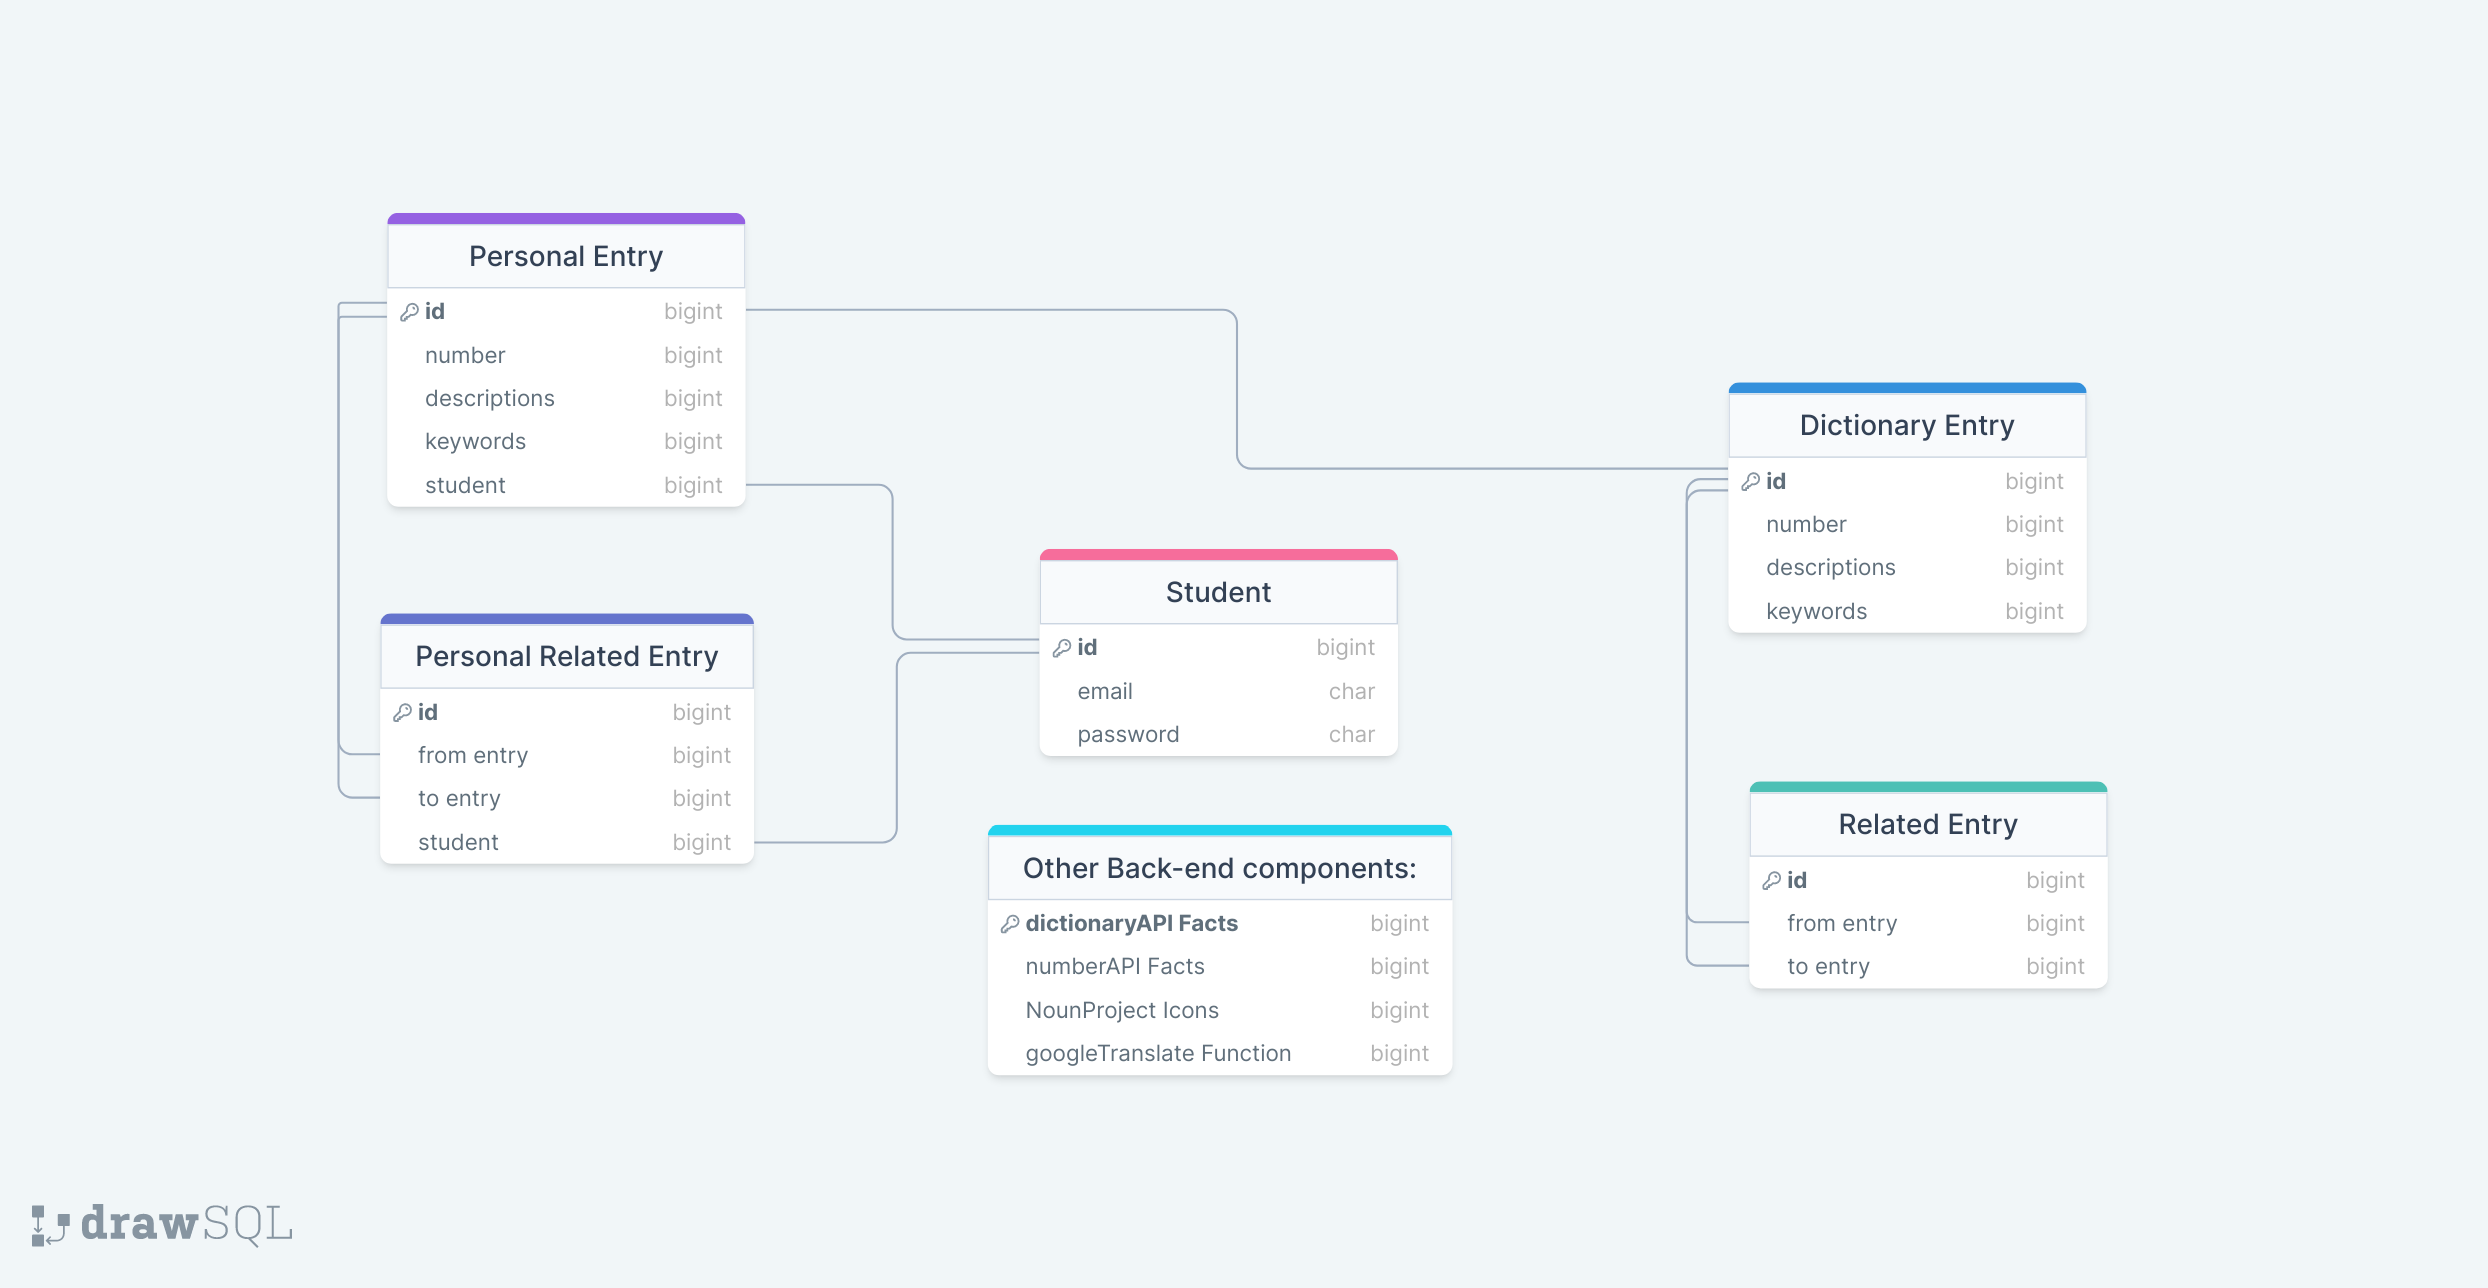 Personal Entry
id bigint
number bigint
descriptions bigint
keywords bigint
student bigint
Personal Related Entry
id bigint
from entry bigint
to entry bigint
student bigint
Student
id bigint
email char
password char
Other Back-end components:
dictionaryAPI Facts bigint
numberAPI Facts bigint
NounProject Icons bigint
googleTranslate Function bigint
Dictionary Entry
id bigint
number bigint
descriptions bigint
keywords bigint
Related Entry
id bigint
from entry bigint
to entry bigint
drawSQL